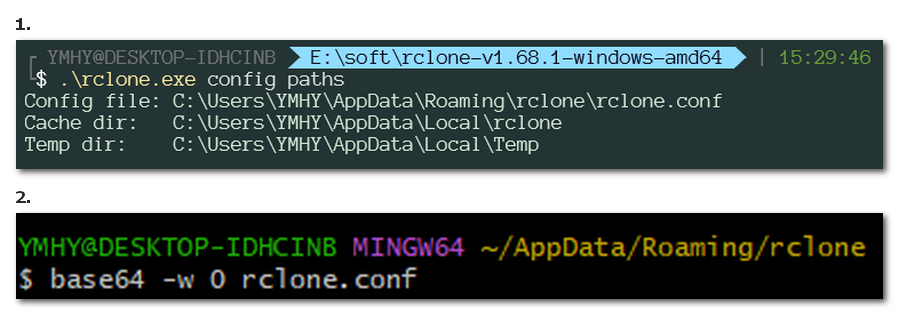 1.
YMHY@DESKTOP-IDHCINB E:\soft\rclone-v1.68.1-windows-amd64 | 15:29:46
$ .\rclone.exe config paths
Config file: C:\Users\YMHY\AppData\Roaming\rclone\rclone.conf
Cache dir:   C:\Users\YMHY\AppData\Local\rclone
Temp dir:    C:\Users\YMHY\AppData\Local\Temp
2.
YMHY@DESKTOP-IDHCINB MINGW64 ~/AppData/Roaming/rclone
$ base64 -w 0 rclone.conf